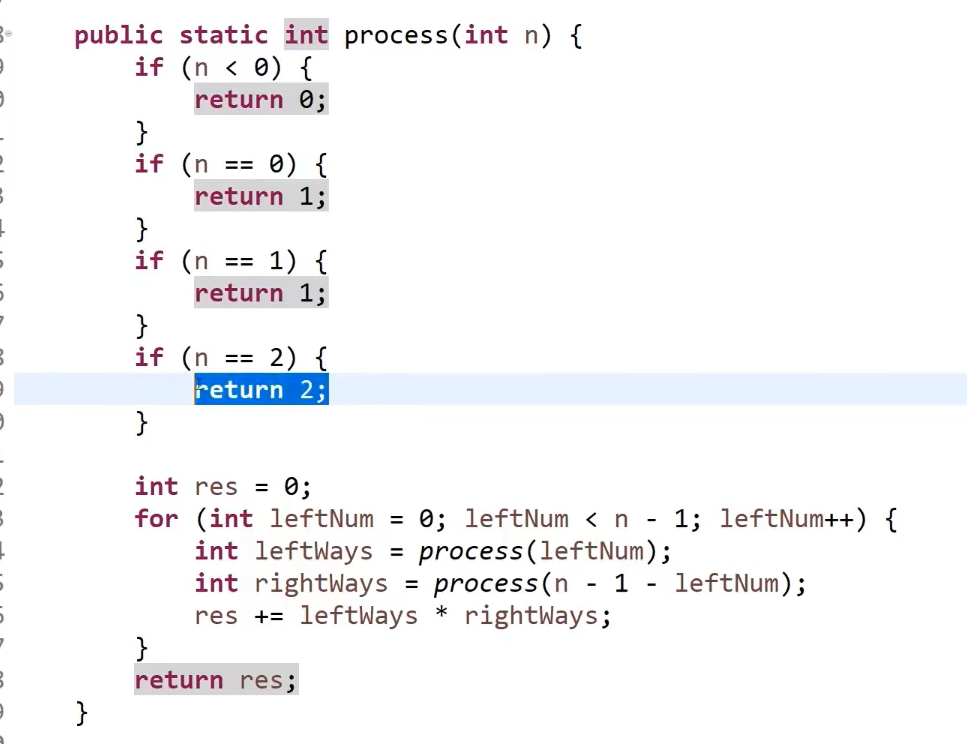 public static int process(int n) {
if (n < 0) {
return 0;
}
if (n == 0) {
return 1;
}
if (n == 1) {
return 1;
}
if (n == 2) {
return 2;
}
int res = 0;
for (int leftNum = 0; leftNum < n - 1; leftNum++) {
int leftWays = process(leftNum);
int rightWays = process(n - 1 - leftNum);
res += leftWays * rightWays;
}
return res;
}